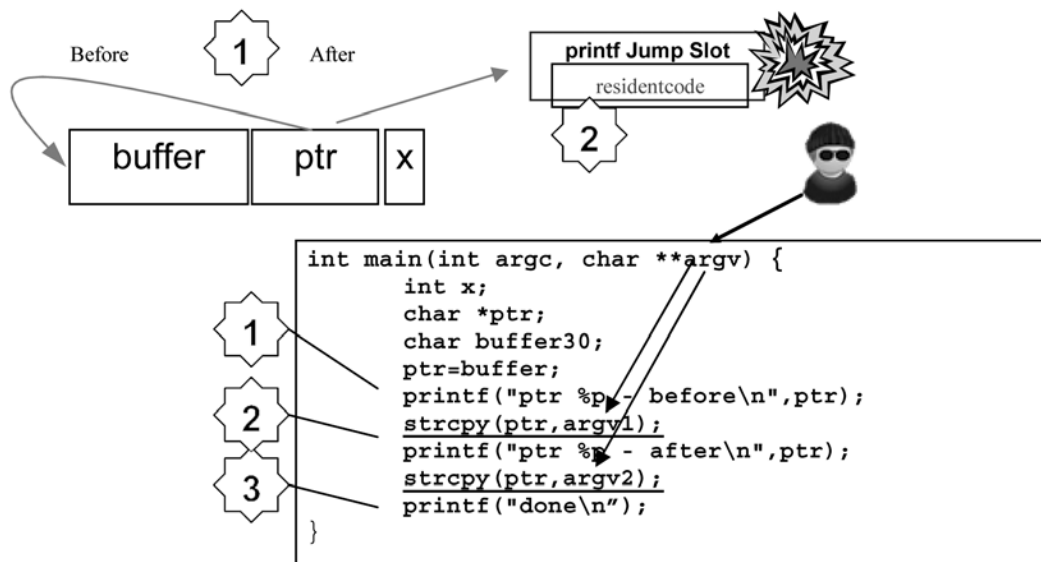 Before
1
After
printf Jump Slot
residentcode
2
buffer
ptr
x
int main(int argc, char **argv) {
int x;
char *ptr;
char buffer30;
ptr=buffer;
1
printf("ptr %p - before\n",ptr);
2
strcpy(ptr,argv1);
printf("ptr %p - after\n",ptr);
strcpy(ptr,argv2);
3
printf("done\n”);
}